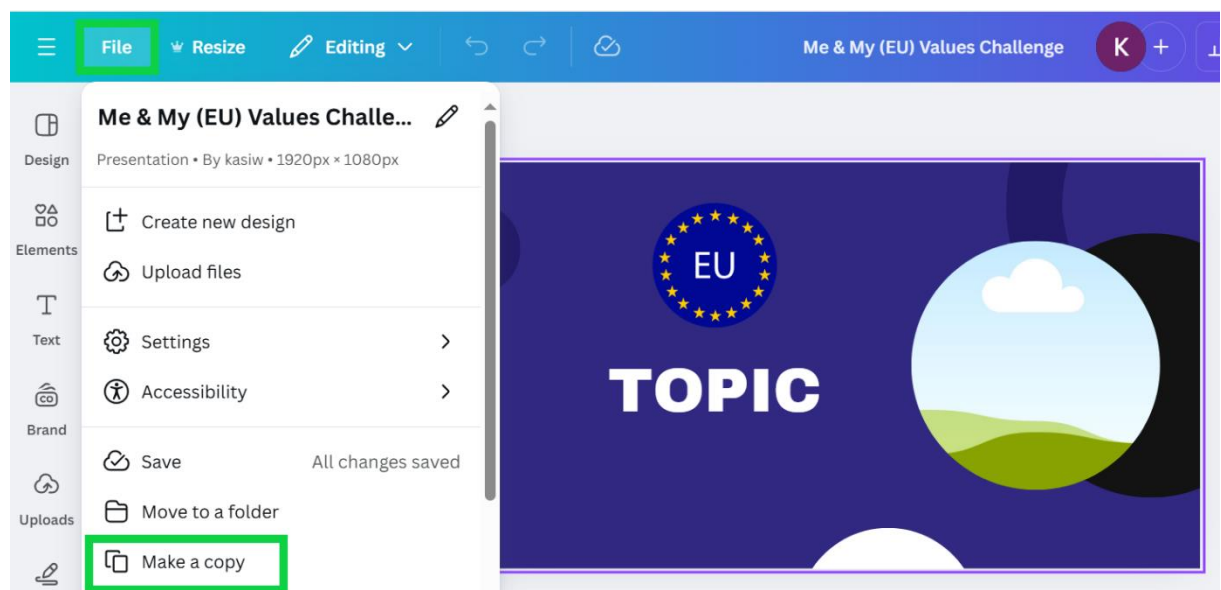 File Resize Editing Me & My (EU) Values Challenge K +
Me & My (EU) Values Challe...
Presentation • By kasiw • 1920px × 1080px
Create new design
Upload files
Settings
Accessibility
Save All changes saved
Move to a folder
Make a copy
Design
Elements
Text
CO
Brand
Uploads
EU
TOPIC